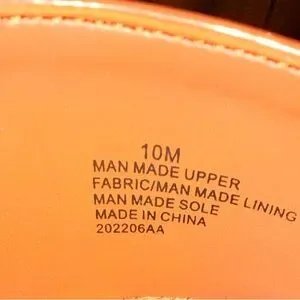 10M
MAN MADE UPPER
FABRIC/MAN MADE LINING
MAN MADE SOLE
MADE IN CHINA
202206AA